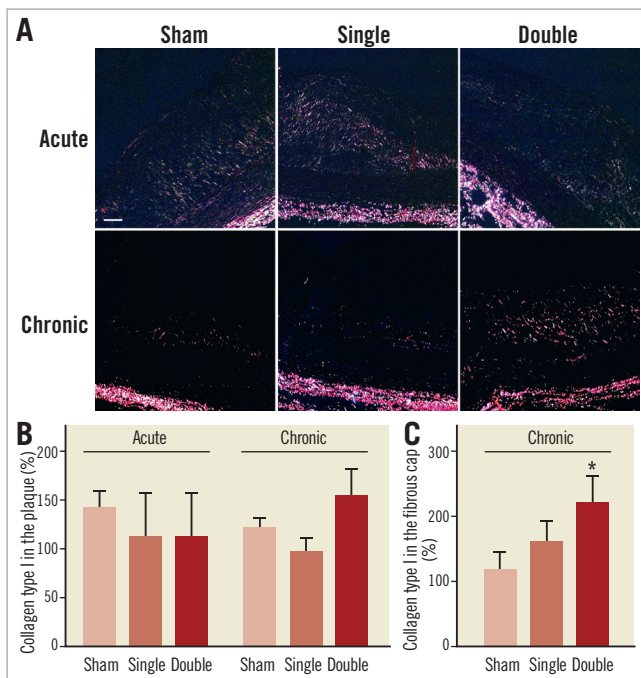 A
Sham Single Double
Acute
Chronic
B
Acute Chronic
Collagen type I in the plaque (%)
200
150
100
50
0
Sham Single Double Sham Single Double
C
Chronic
Collagen type I in the fibrous cap
(%)
300
200
100
0
*
Sham Single Double